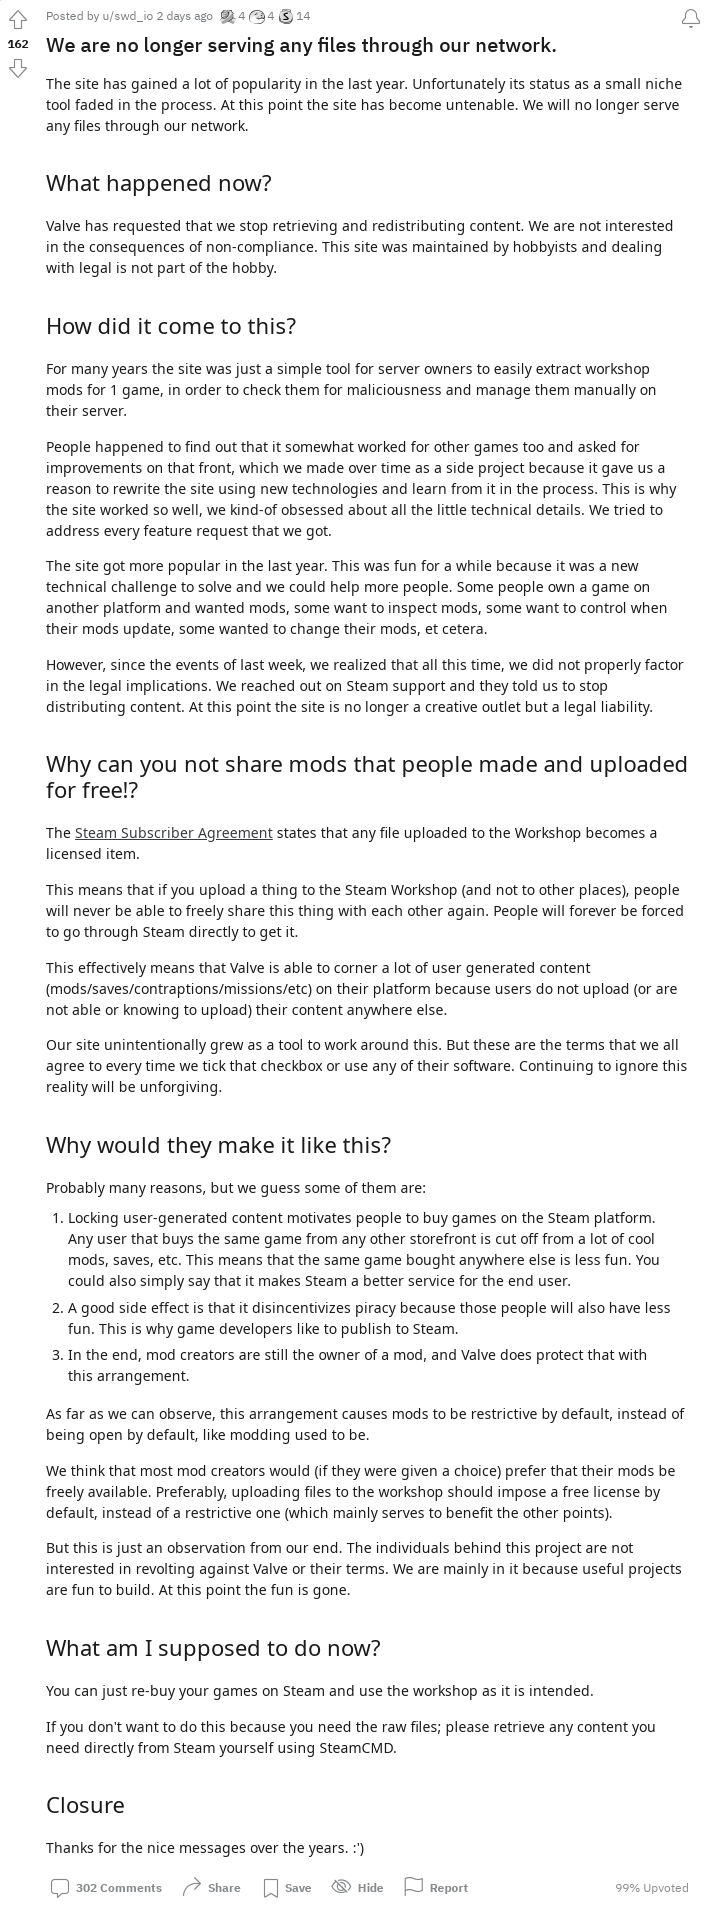 Posted by u/swd_io 2 days ago 4 4 14
162
We are no longer serving any files through our network.
The site has gained a lot of popularity in the last year. Unfortunately its status as a small niche
tool faded in the process. At this point the site has become untenable. We will no longer serve
any files through our network.
What happened now?
Valve has requested that we stop retrieving and redistributing content. We are not interested
in the consequences of non-compliance. This site was maintained by hobbyists and dealing
with legal is not part of the hobby.
How did it come to this?
For many years the site was just a simple tool for server owners to easily extract workshop
mods for 1 game, in order to check them for maliciousness and manage them manually on
their server.
People happened to find out that it somewhat worked for other games too and asked for
improvements on that front, which we made over time as a side project because it gave us a
reason to rewrite the site using new technologies and learn from it in the process. This is why
the site worked so well, we kind-of obsessed about all the little technical details. We tried to
address every feature request that we got.
The site got more popular in the last year. This was fun for a while because it was a new
technical challenge to solve and we could help more people. Some people own a game on
another platform and wanted mods, some want to inspect mods, some want to control when
their mods update, some wanted to change their mods, et cetera.
However, since the events of last week, we realized that all this time, we did not properly factor
in the legal implications. We reached out on Steam support and they told us to stop
distributing content. At this point the site is no longer a creative outlet but a legal liability.
Why can you not share mods that people made and uploaded
for free!?
The Steam Subscriber Agreement states that any file uploaded to the Workshop becomes a
licensed item.
This means that if you upload a thing to the Steam Workshop (and not to other places), people
will never be able to freely share this thing with each other again. People will forever be forced
to go through Steam directly to get it.
This effectively means that Valve is able to corner a lot of user generated content
(mods/saves/contraptions/missions/etc) on their platform because users do not upload (or are
not able or knowing to upload) their content anywhere else.
Our site unintentionally grew as a tool to work around this. But these are the terms that we all
agree to every time we tick that checkbox or use any of their software. Continuing to ignore this
reality will be unforgiving.
Why would they make it like this?
Probably many reasons, but we guess some of them are:
1. Locking user-generated content motivates people to buy games on the Steam platform.
Any user that buys the same game from any other storefront is cut off from a lot of cool
mods, saves, etc. This means that the same game bought anywhere else is less fun. You
could also simply say that it makes Steam a better service for the end user.
2. A good side effect is that it disincentivizes piracy because those people will also have less
fun. This is why game developers like to publish to Steam.
3. In the end, mod creators are still the owner of a mod, and Valve does protect that with
this arrangement.
As far as we can observe, this arrangement causes mods to be restrictive by default, instead of
being open by default, like modding used to be.
We think that most mod creators would (if they were given a choice) prefer that their mods be
freely available. Preferably, uploading files to the workshop should impose a free license by
default, instead of a restrictive one (which mainly serves to benefit the other points).
But this is just an observation from our end. The individuals behind this project are not
interested in revolting against Valve or their terms. We are mainly in it because useful projects
are fun to build. At this point the fun is gone.
What am I supposed to do now?
You can just re-buy your games on Steam and use the workshop as it is intended.
If you don't want to do this because you need the raw files; please retrieve any content you
need directly from Steam yourself using SteamCMD.
Closure
Thanks for the nice messages over the years. :')
302 Comments Share Save Hide Report 99% Upvoted